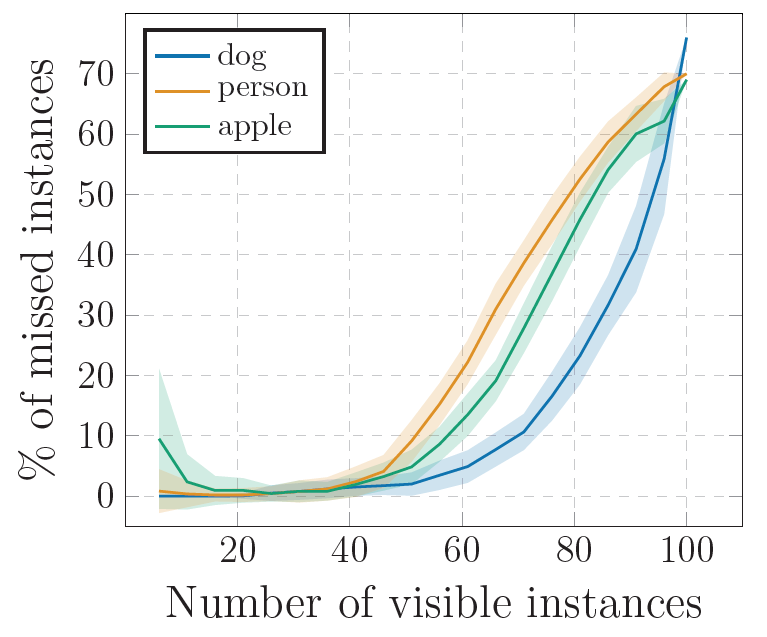 dog
person
apple
70
60
50
40
30
20
10
0
% of missed instances
20 40 60 80 100
Number of visible instances